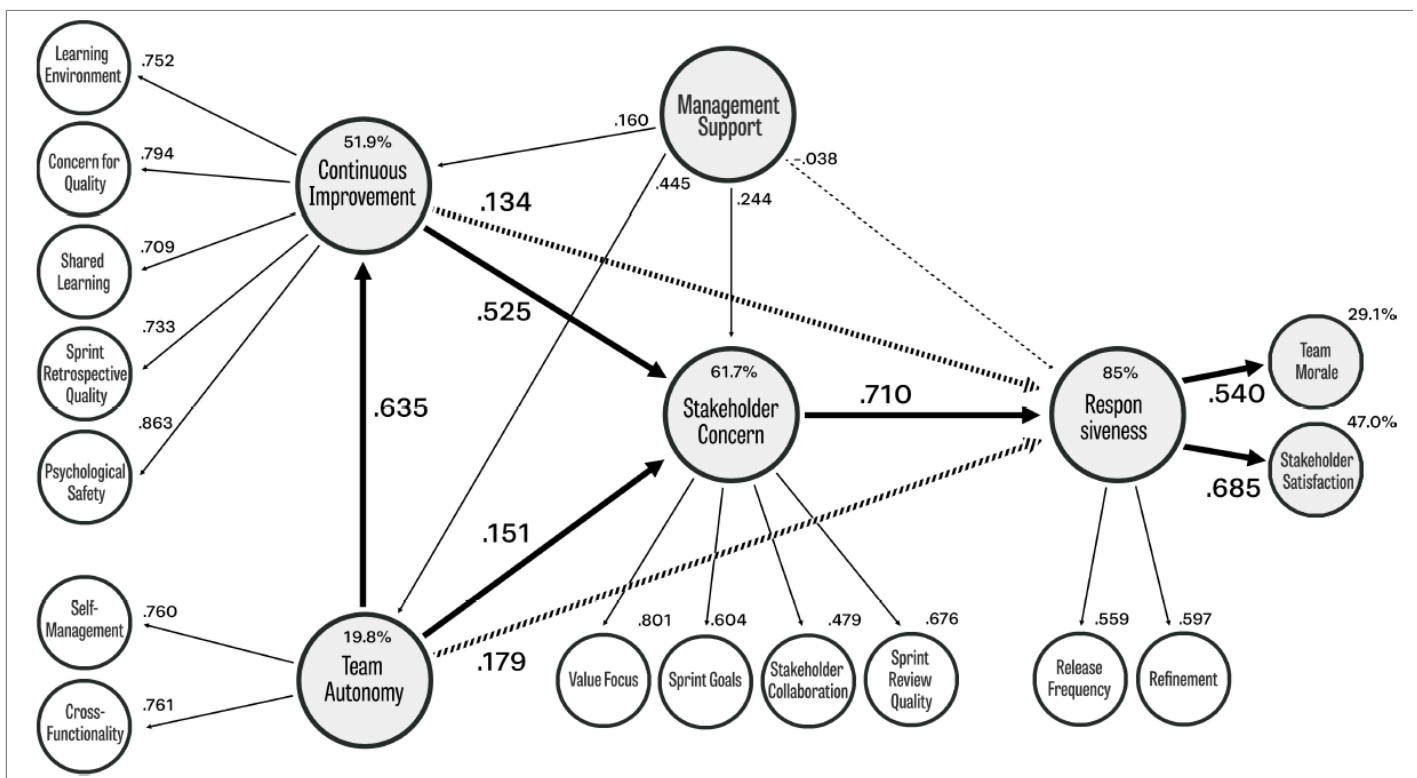 Learning
Environment
.752
Concern for
Quality
.794
Shared
Learning
.709
Sprint
Retrospective
Quality
.733
Psychological
Safety
.863
51.9%
Continuous
Improvement
Management
Support
.160
.445
.244
-.038
.134
.525
.635
61.7%
Stakeholder
Concern
.710
85%
Respon
siveness
29.1%
Team
Morale
.540
47.0%
Stakeholder
Satisfaction
.685
.151
.179
Self-
Management
.760
Cross-
Functionality
.761
19.8%
Team
Autonomy
.801
Value Focus
.604
Sprint Goals
.479
Stakeholder
Collaboration
.676
Sprint
Review
Quality
.559
Release
Frequency
.597
Refinement